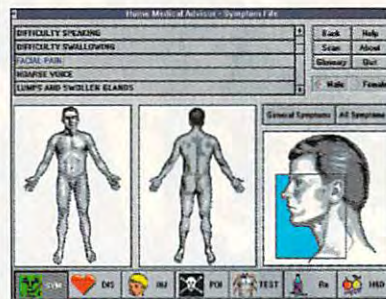 Home Medical Advisor - Symptom File
DIFFICULTY SPEAKING
DIFFICULTY SWALLOWING
FACIAL PAIN
HOARSE VOICE
LUMPS AND SWOLLEN GLANDS
Back Help
Scan About
Glossary Quit
Male Female
General Symptoms All Symptoms
SYM DIS INJ POI TEST Rx